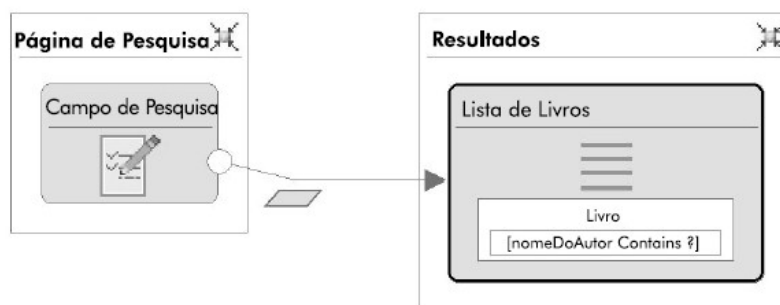 Página de Pesquisa
Resultados
Campo de Pesquisa
Lista de Livros
Livro
[nomeDoAutor Contains ?]